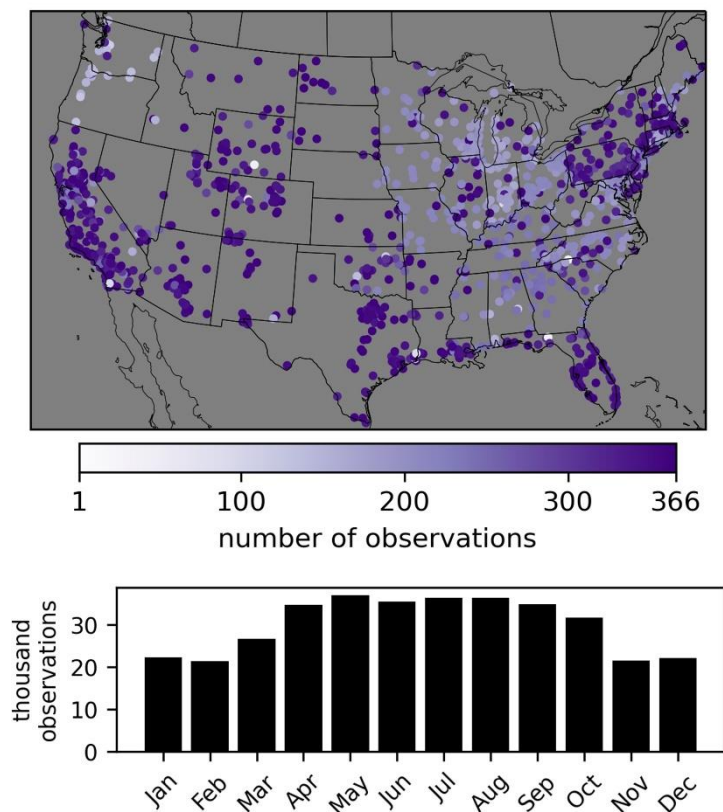 1 100 200 300 366
number of observations
thousand
observations
30
20
10
0
Jan Feb Mar Apr May Jun Jul Aug Sep Oct Nov Dec